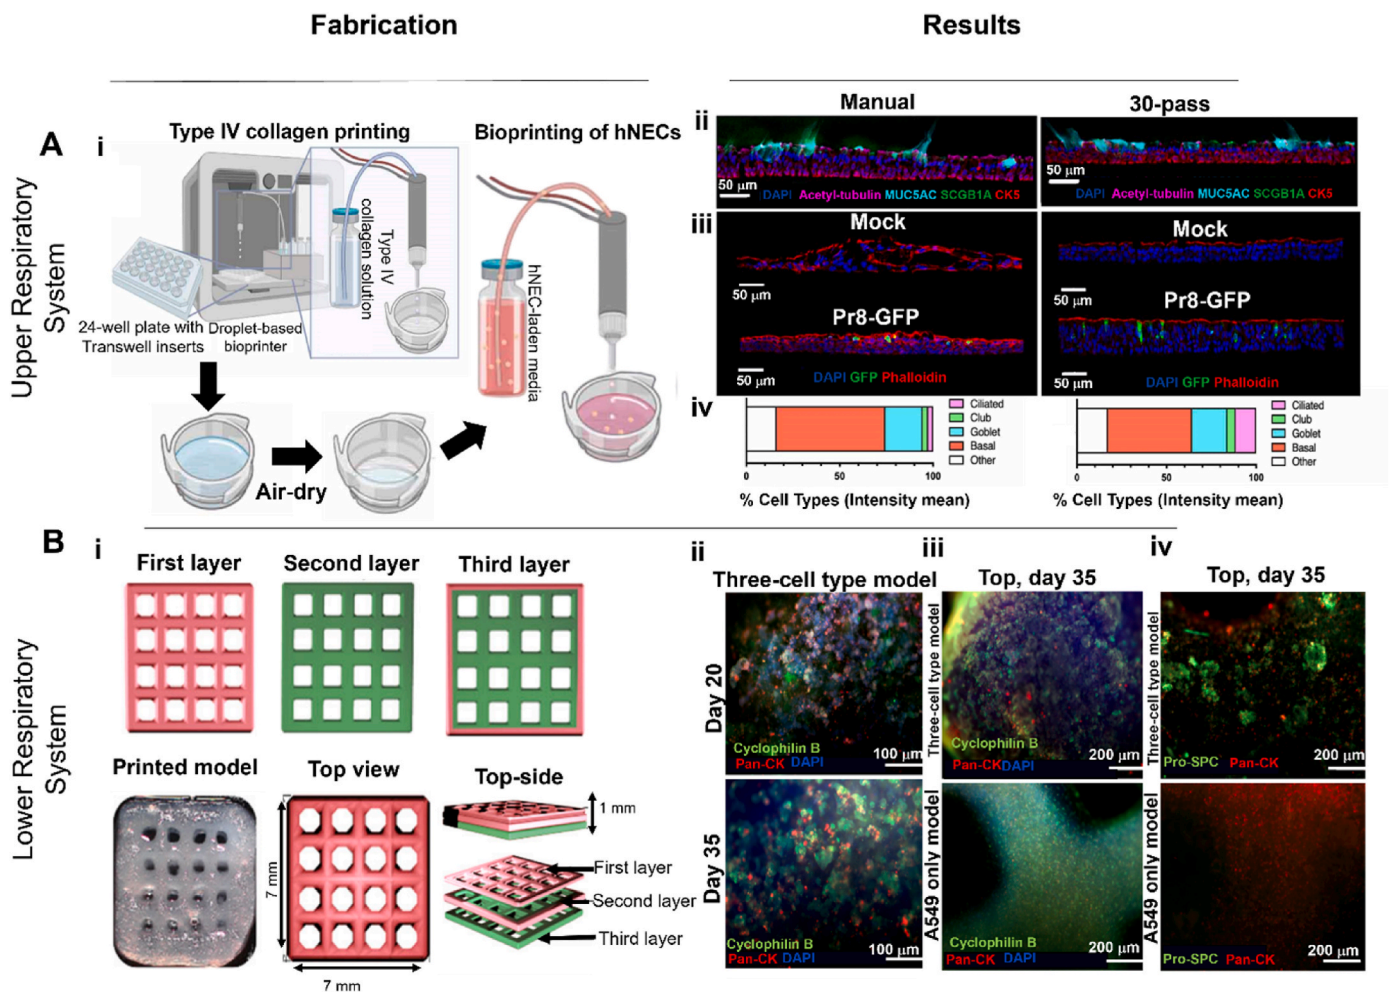 Fabrication
Results
Upper Respiratory
System
A
i
Type IV collagen printing
Bioprinting of hNECs
Type IV
collagen solution
hNEC-laden media
24-well plate with
Transwell inserts
Droplet-based
bioprinter
Air-dry
Manual
30-pass
ii
50 µm
DAPI Acetyl-tubulin MUC5AC SCGB1A CK5
50 µm
DAPI Acetyl-tubulin MUC5AC SCGB1A CK5
iii
Mock
50 µm
Mock
50 µm
Pr8-GFP
50 µm
DAPI GFP Phalloidin
Pr8-GFP
50 µm
DAPI GFP Phalloidin
iv
Ciliated
Club
Goblet
Basal
Other
0 50 100
% Cell Types (Intensity mean)
Ciliated
Club
Goblet
Basal
Other
0 50 100
% Cell Types (Intensity mean)
Lower Respiratory
System
B
i
First layer
Second layer
Third layer
Printed model
Top view
Top-side
7 mm
7 mm
1 mm
First layer
Second layer
Third layer
ii
Three-cell type model
Day 20
Cyclophilin B
Pan-CK DAPI
100 µm
Day 35
Cyclophilin B
Pan-CK DAPI
100 µm
iii
Top, day 35
Three-cell type model
Cyclophilin B
Pan-CK DAPI
200 µm
A549 only model
Cyclophilin B
Pan-CK DAPI
200 µm
iv
Top, day 35
Three-cell type model
Pro-SPC Pan-CK
200 µm
A549 only model
Pro-SPC Pan-CK
200 µm